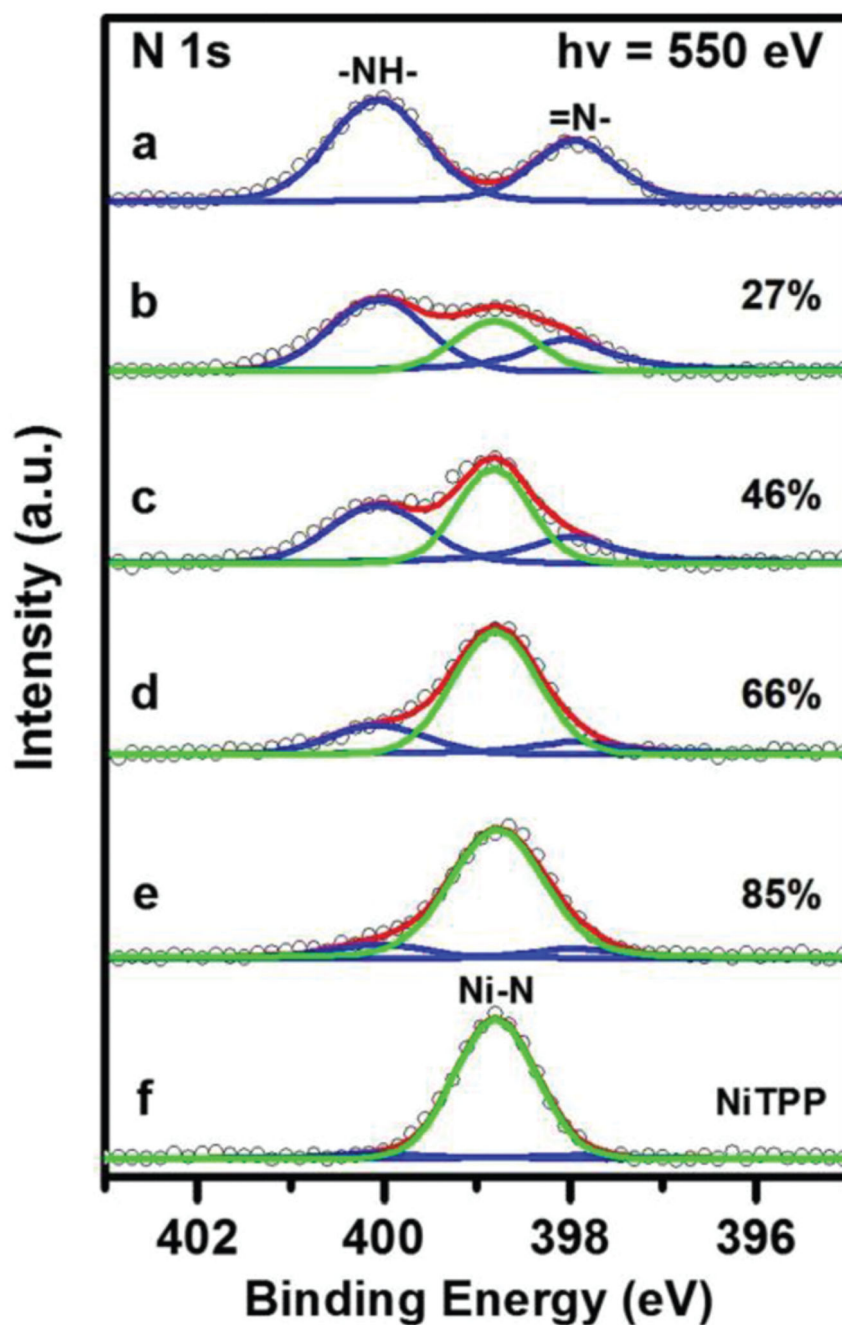 N 1s
hv = 550 eV
-NH-
=N-
a
b
27%
c
46%
d
66%
e
85%
Ni-N
f
NiTPP
402
400
398
396
Binding Energy (eV)
Intensity (a.u.)